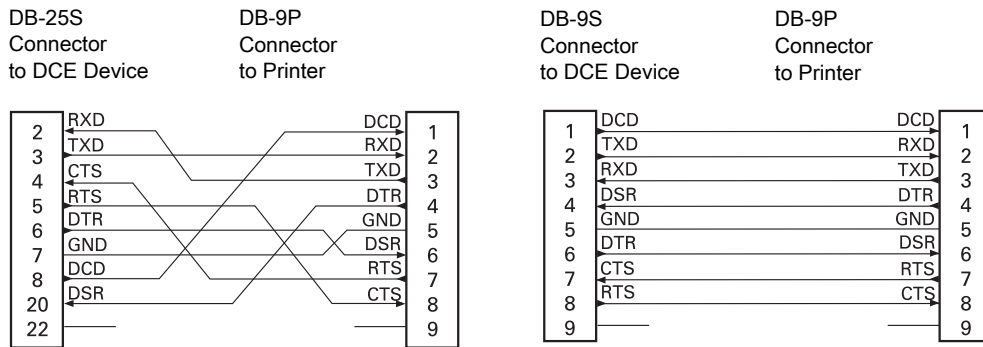 DB-25S
Connector
to DCE Device
DB-9P
Connector
to Printer
2 RXD
3 TXD
4 CTS
5 RTS
6 DTR
7 GND
8 DCD
20 DSR
22
DCD 1
RXD 2
TXD 3
DTR 4
GND 5
DSR 6
RTS 7
CTS 8
9
DB-9S
Connector
to DCE Device
DB-9P
Connector
to Printer
1 DCD
2 TXD
3 RXD
4 DSR
5 GND
6 DTR
7 CTS
8 RTS
9
DCD 1
RXD 2
TXD 3
DTR 4
GND 5
DSR 6
RTS 7
CTS 8
9